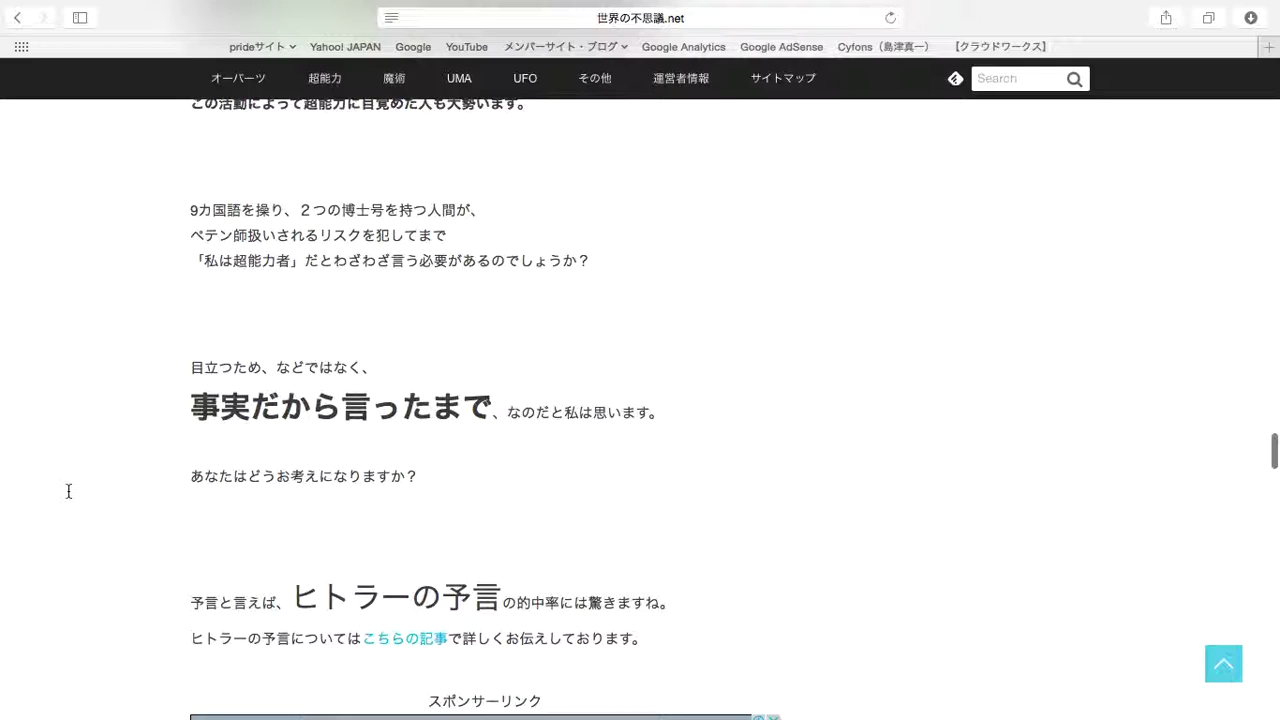 世界の不思議.net
prideサイト Yahoo! JAPAN Google YouTube メンバーサイト・ブログ Google Analytics Google AdSense Cyfons（島津真一） 【クラウドワークス】
オーパーツ 超能力 魔術 UMA UFO その他 運営者情報 サイトマップ Search
この活動によって超能力に目覚めた人も大勢います。
9カ国語を操り、２つの博士号を持つ人間が、
ペテン師扱いされるリスクを犯してまで
「私は超能力者」だとわざわざ言う必要があるのでしょうか？
目立つため、などではなく、
事実だから言ったまで、なのだと私は思います。
あなたはどうお考えになりますか？
予言と言えば、ヒトラーの予言の的中率には驚きますね。
ヒトラーの予言についてはこちらの記事で詳しくお伝えしております。
スポンサーリンク